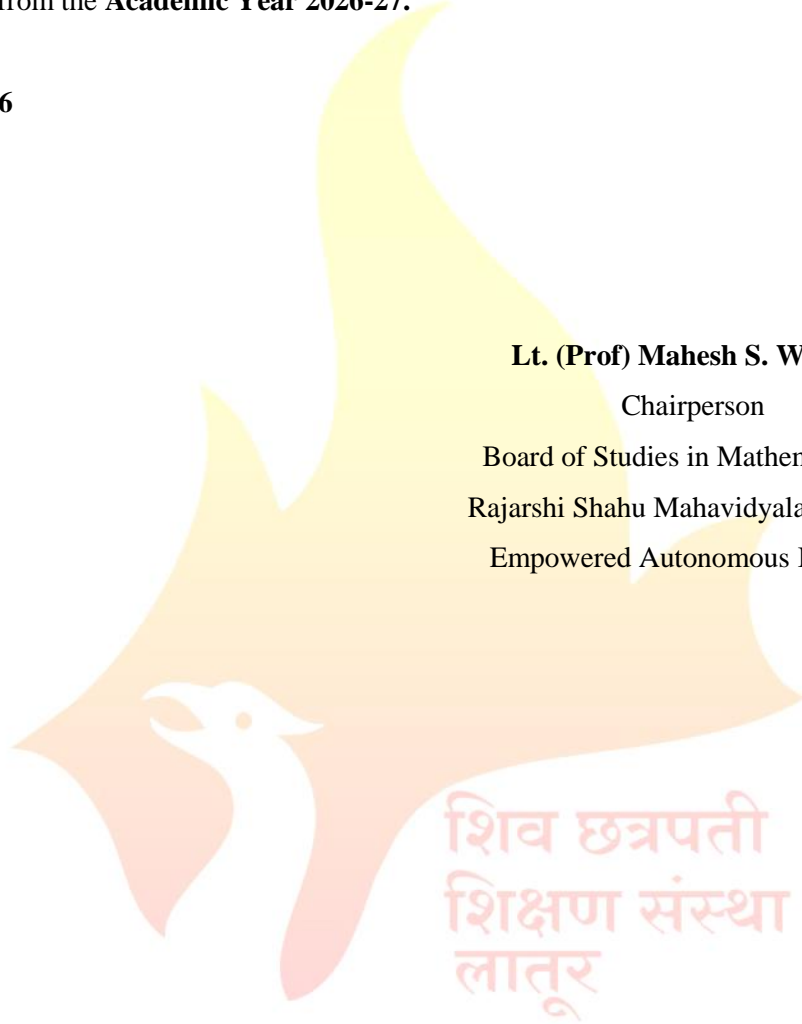 from the Academic Year 2026-27.
6
Lt. (Prof) Mahesh S. W
Chairperson
Board of Studies in Mathem
Rajarshi Shahu Mahavidyala
Empowered Autonomous
शिव छत्रपती
शिक्षण संस्था
लातूर